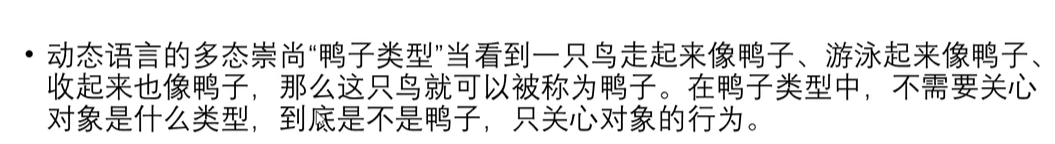 • 动态语言的多态崇尚“鸭子类型”当看到一只鸟走起来像鸭子、游泳起来像鸭子、
收起来也像鸭子，那么这只鸟就可以被称为鸭子。在鸭子类型中，不需要关心
对象是什么类型，到底是不是鸭子，只关心对象的行为。